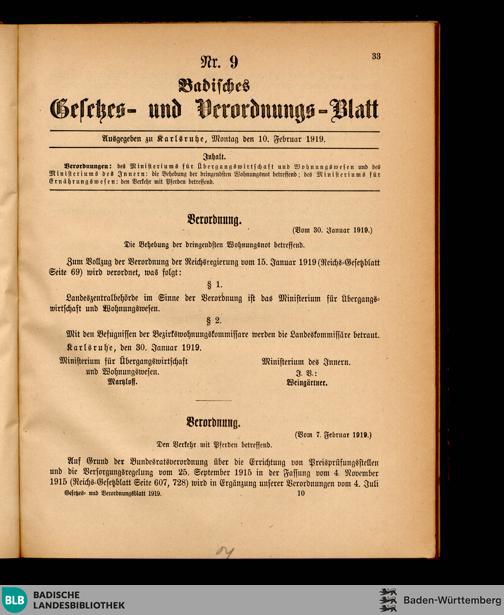 33
Nr. 9
Badisches
Gesetzes- und Verordnungs-Blatt
Ausgegeben zu Karlsruhe, Montag den 10. Februar 1919.
Inhalt.
Verordnungen: des Ministeriums für Übergangswirtschaft und Wohnungswesen und des
Ministeriums des Innern: die Behebung der dringendsten Wohnungsnot betreffend; des Ministeriums für
Ernährungswesen: den Verkehr mit Pferden betreffend.
Verordnung.
(Vom 30. Januar 1919.)
Die Behebung der dringendsten Wohnungsnot betreffend.
Zum Vollzug der Verordnung der Reichsregierung vom 15. Januar 1919 (Reichs-Gesetzblatt
Seite 69) wird verordnet, was folgt:
§ 1.
Landeszentralbehörde im Sinne der Verordnung ist das Ministerium für Übergangs-
wirtschaft und Wohnungswesen.
§ 2.
Mit den Befugnissen der Bezirkswohnungskommissare werden die Landeskommissäre betraut.
Karlsruhe, den 30. Januar 1919.
Ministerium für Übergangswirtschaft
und Wohnungswesen.
Martzloff.
Ministerium des Innern.
J. V.:
Weingärtner.
Verordnung.
(Vom 7. Februar 1919.)
Den Verkehr mit Pferden betreffend.
Auf Grund der Bundesratsverordnung über die Errichtung von Preisprüfungsstellen
und die Versorgungsregelung vom 25. September 1915 in der Fassung vom 4. November
1915 (Reichs-Gesetzblatt Seite 607, 728) wird in Ergänzung unserer Verordnungen vom 4. Juli
Gesetzes- und Verordnungsblatt 1919. 10
BLB BADISCHE
LANDESBIBLIOTHEK
Baden-Württemberg